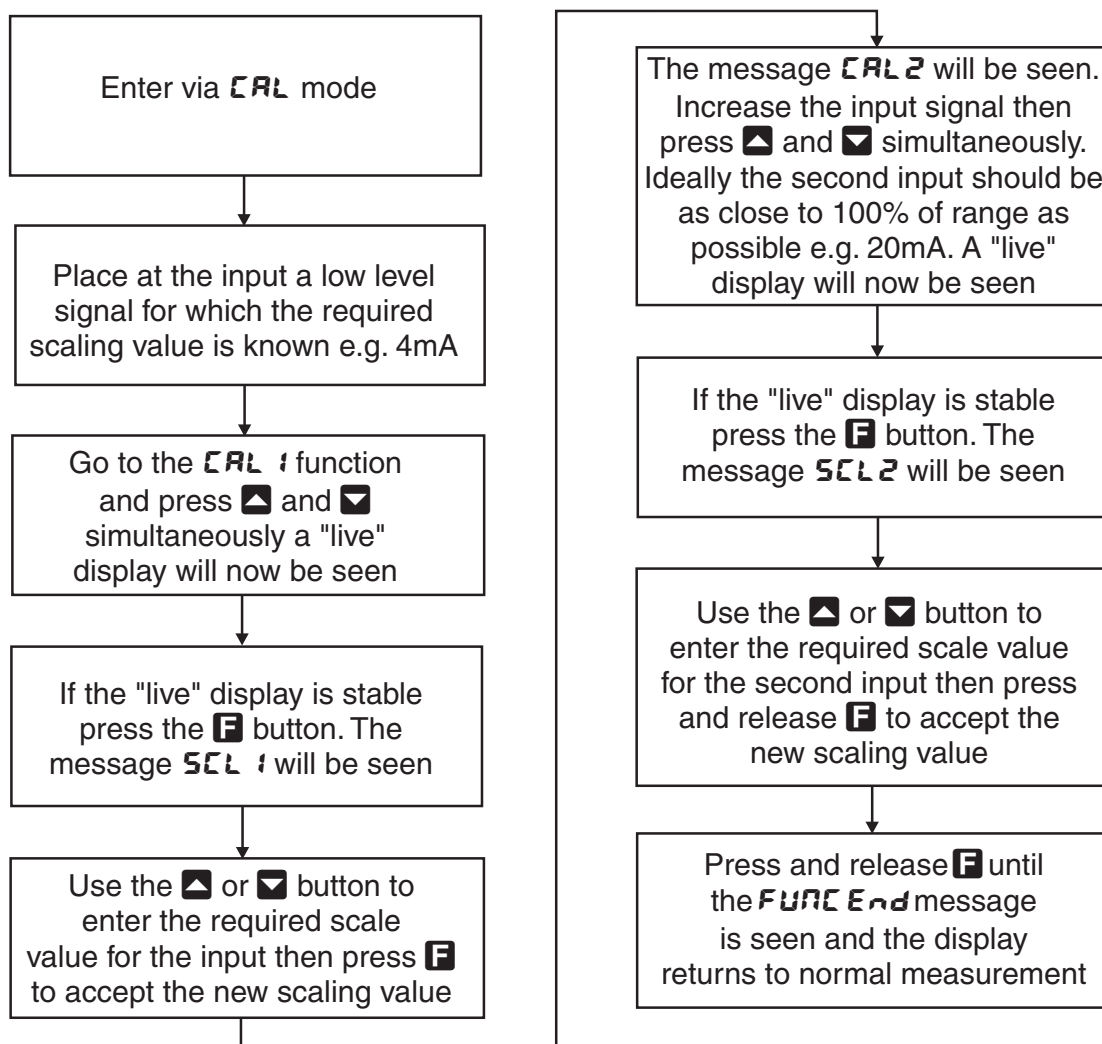 Enter via CAL mode
Place at the input a low level
signal for which the required
scaling value is known e.g. 4mA
Go to the CAL 1 function
and press ▲ and ▼
simultaneously a "live"
display will now be seen
If the "live" display is stable
press the F button. The
message SCL 1 will be seen
Use the ▲ or ▼ button to
enter the required scale
value for the input then press F
to accept the new scaling value
The message CAL2 will be seen.
Increase the input signal then
press ▲ and ▼ simultaneously.
Ideally the second input should be
as close to 100% of range as
possible e.g. 20mA. A "live"
display will now be seen
If the "live" display is stable
press the F button. The
message SCL2 will be seen
Use the ▲ or ▼ button to
enter the required scale value
for the second input then press
and release F to accept the
new scaling value
Press and release F until
the FUNC End message
is seen and the display
returns to normal measurement